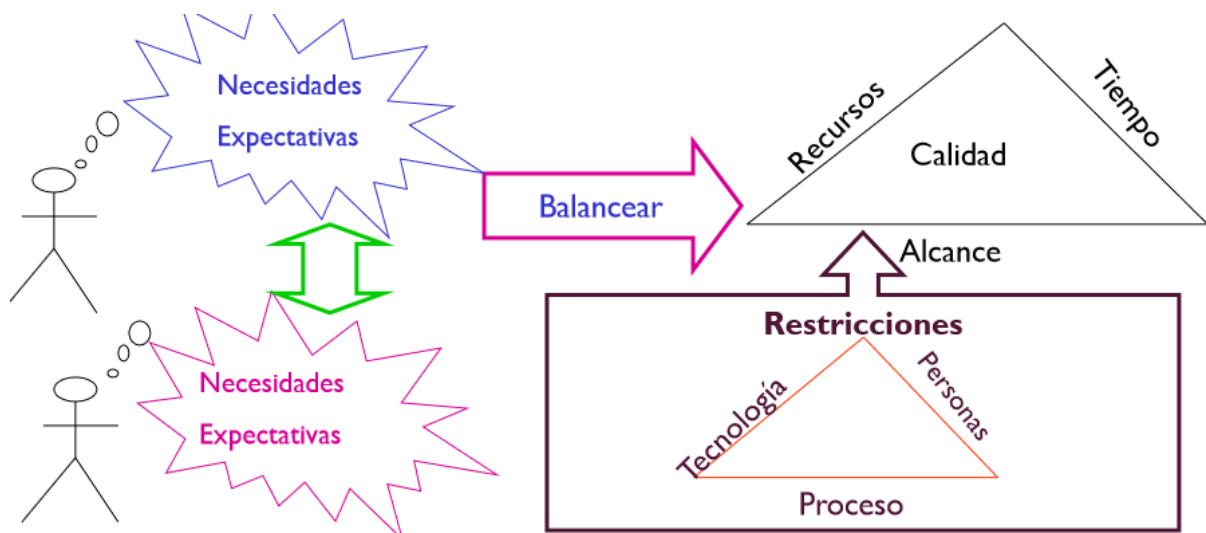 Necesidades
Expectativas
Necesidades
Expectativas
Balancear
Recursos
Tiempo
Calidad
Alcance
Restricciones
Tecnología
Personas
Proceso